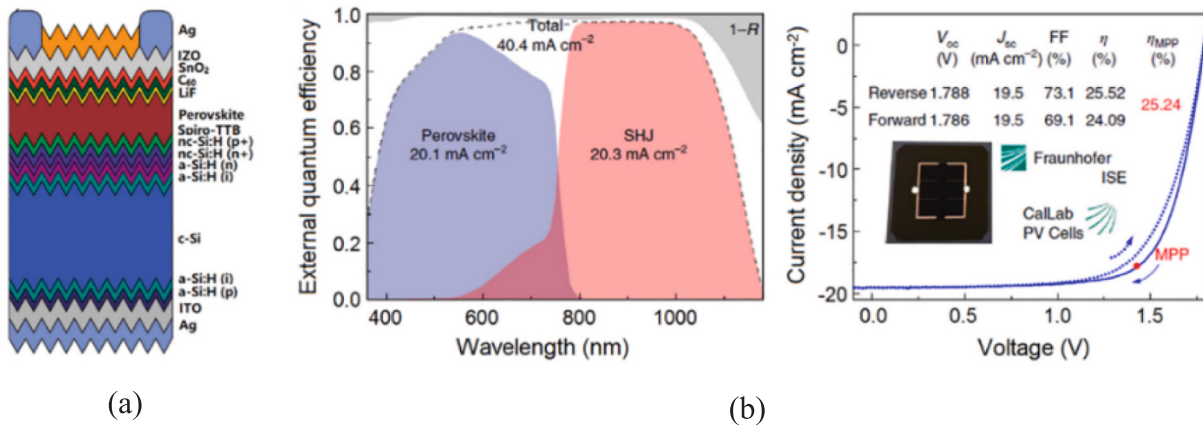 Ag
IZO
SnO₂
C₆₀
LiF
Perovskite
Spiro-TTB
nc-Si:H (p+)
nc-Si:H (n+)
a-Si:H (n)
a-Si:H (i)
c-Si
a-Si:H (i)
a-Si:H (p)
ITO
Ag
(a)
External quantum efficiency
1.0
0.8
0.6
0.4
0.2
0.0
Total
40.4 mA cm⁻²
1–R
Perovskite
20.1 mA cm⁻²
SHJ
20.3 mA cm⁻²
400 600 800 1000
Wavelength (nm)
Current density (mA cm⁻²)
0
−5
−10
−15
−20
Voc Jsc FF η ηMPP
(V) (mA cm⁻²) (%) (%) (%)
Reverse 1.788 19.5 73.1 25.52
25.24
Forward 1.786 19.5 69.1 24.09
Fraunhofer
ISE
CalLab
PV Cells
MPP
0.0 0.5 1.0 1.5
Voltage (V)
(b)